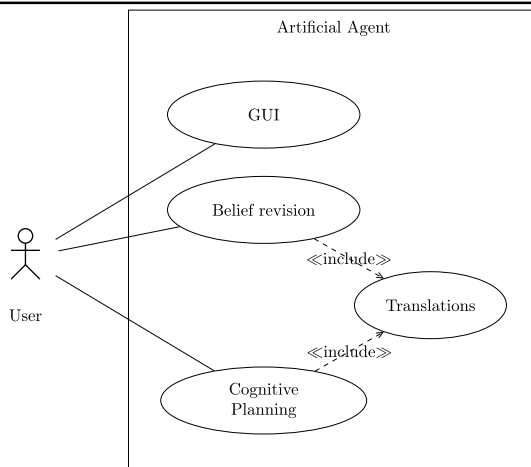 Artificial Agent
GUI
Belief revision
≪include≫
Translations
User
≪include≫
Cognitive
Planning